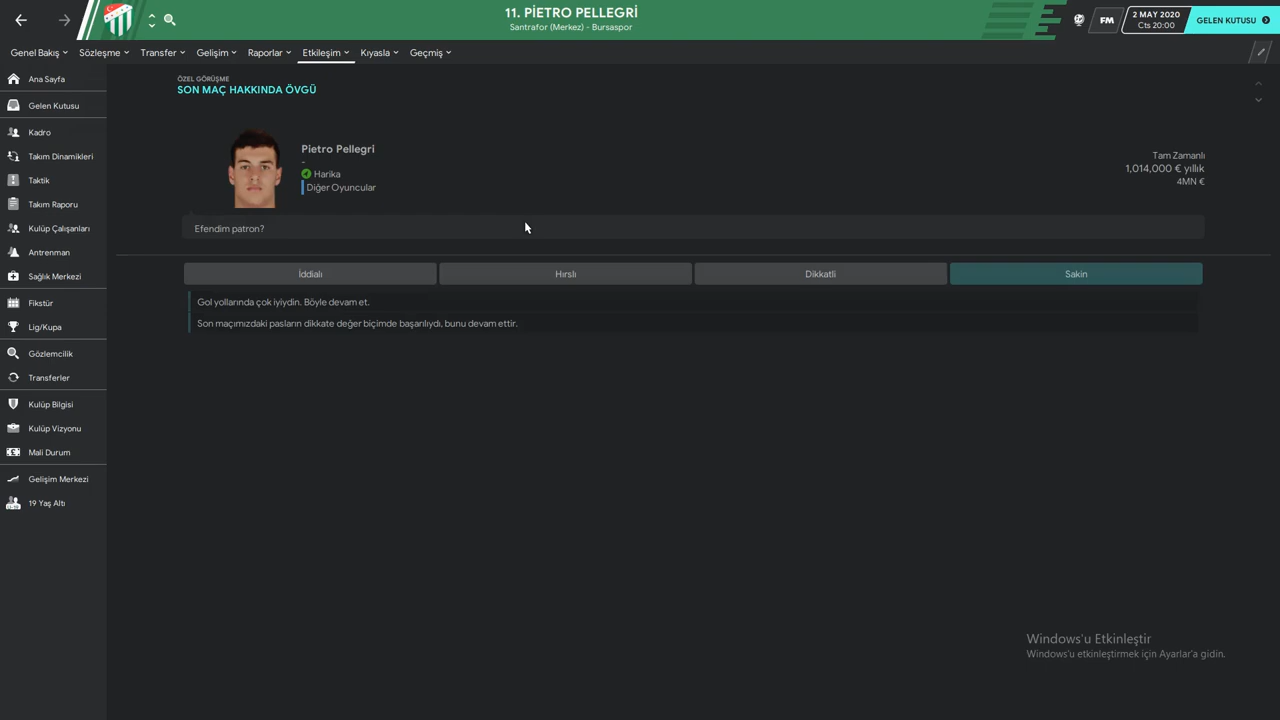 11. PİETRO PELLEGRİ
Santrafor (Merkez) - Bursaspor
FM
2 MAY 2020
Cts 20:00
GELEN KUTUSU
Genel Bakış
Sözleşme
Transfer
Gelişim
Raporlar
Etkileşim
Kıyasla
Geçmiş
Ana Sayfa
Gelen Kutusu
Kadro
Takım Dinamikleri
Taktik
Takım Raporu
Kulüp Çalışanları
Antrenman
Sağlık Merkezi
Fikstür
Lig/Kupa
Gözlemcilik
Transferler
Kulüp Bilgisi
Kulüp Vizyonu
Mali Durum
Gelişim Merkezi
19 Yaş Altı
ÖZEL GÖRÜŞME
SON MAÇ HAKKINDA ÖVGÜ
Pietro Pellegri
-
Harika
Diğer Oyuncular
Tam Zamanlı
1,014,000 € yıllık
4MN €
Efendim patron?
İddialı
Hırslı
Dikkatli
Sakin
Gol yollarında çok iyiydin. Böyle devam et.
Son maçımızdaki pasların dikkate değer biçimde başarılıydı, bunu devam ettir.
Windows'u Etkinleştir
Windows'u etkinleştirmek için Ayarlar'a gidin.